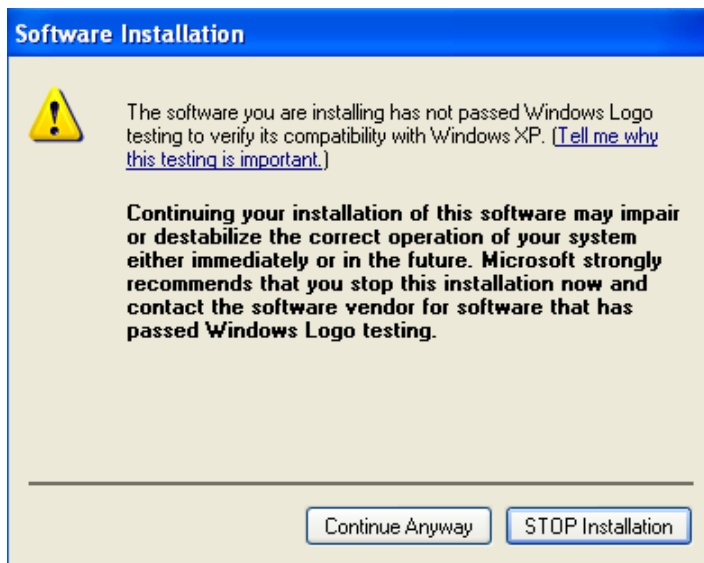 Software Installation
The software you are installing has not passed Windows Logo
testing to verify its compatibility with Windows XP. (Tell me why
this testing is important.)
Continuing your installation of this software may impair
or destabilize the correct operation of your system
either immediately or in the future. Microsoft strongly
recommends that you stop this installation now and
contact the software vendor for software that has
passed Windows Logo testing.
Continue Anyway
STOP Installation